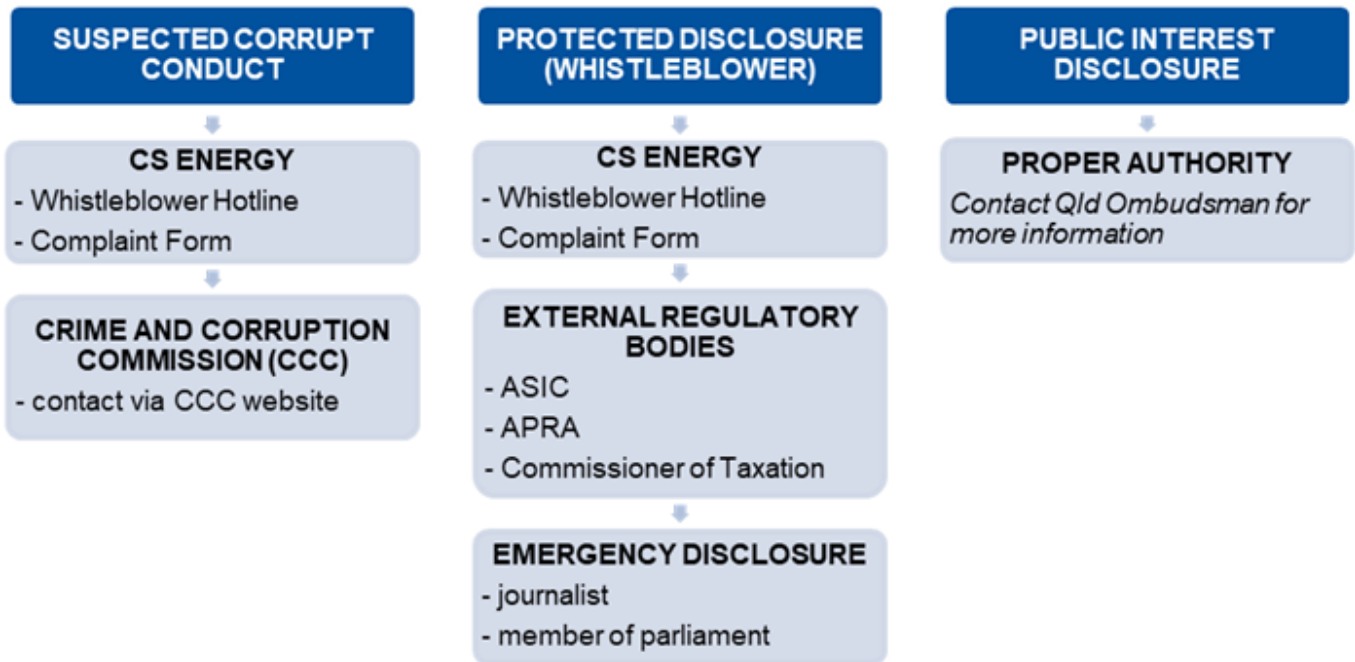 SUSPECTED CORRUPT
CONDUCT
CS ENERGY
- Whistleblower Hotline
- Complaint Form
CRIME AND CORRUPTION
COMMISSION (CCC)
- contact via CCC website
PROTECTED DISCLOSURE
(WHISTLEBLOWER)
CS ENERGY
- Whistleblower Hotline
- Complaint Form
EXTERNAL REGULATORY
BODIES
- ASIC
- APRA
- Commissioner of Taxation
EMERGENCY DISCLOSURE
- journalist
- member of parliament
PUBLIC INTEREST
DISCLOSURE
PROPER AUTHORITY
Contact Qld Ombudsman for
more information